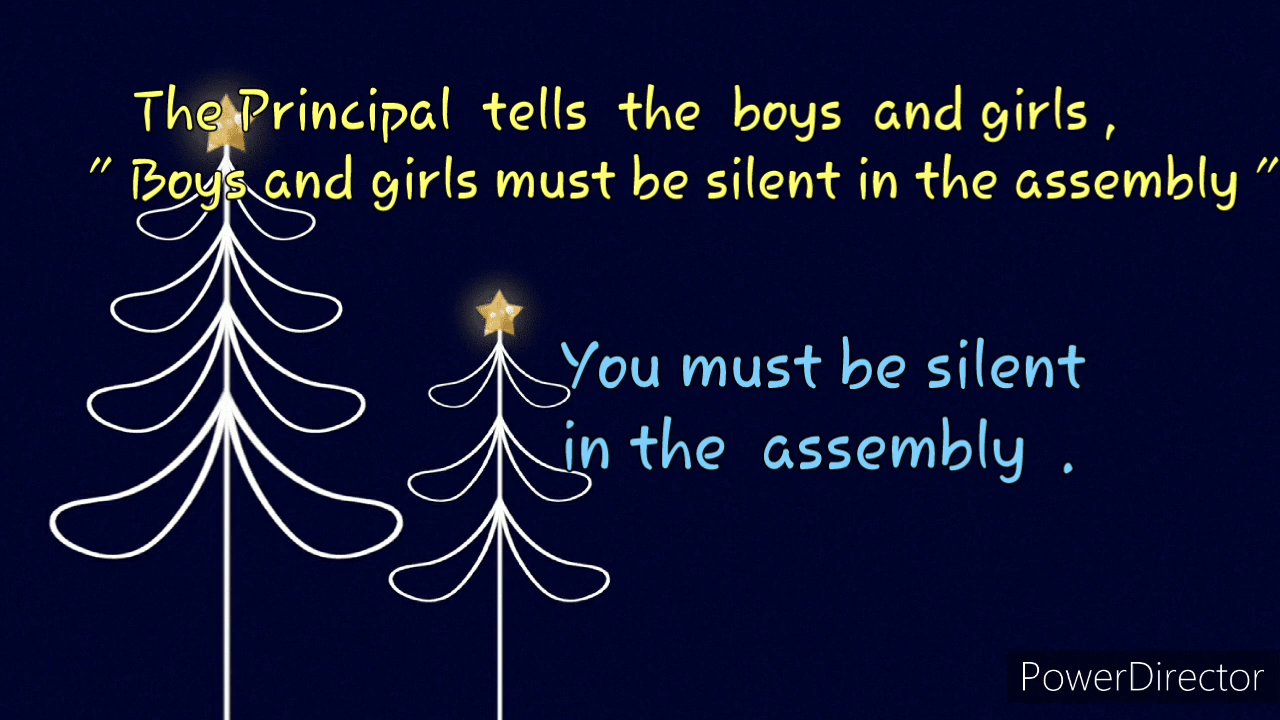 The Principal tells the boys and girls ,
" Boys and girls must be silent in the assembly "
You must be silent
in the assembly .
PowerDirector